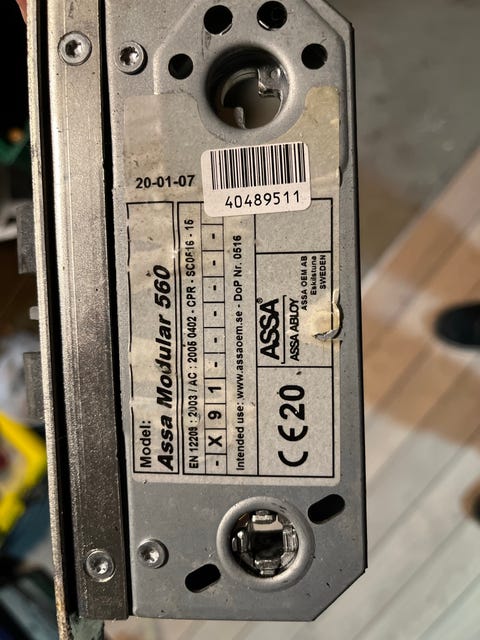 20-01-07
40489511
Model:
Assa Modular 560
EN 12209 : 2003 / AC : 2005 0402 - CPR - SC0516 - 15
- X 9 1 - - - - - - -
Intended use: www.assaoem.se - DoP Nr. 0516
CE 20
ASSA®
ASSA ABLOY
ASSA OEM AB
Eskilstuna
SWEDEN